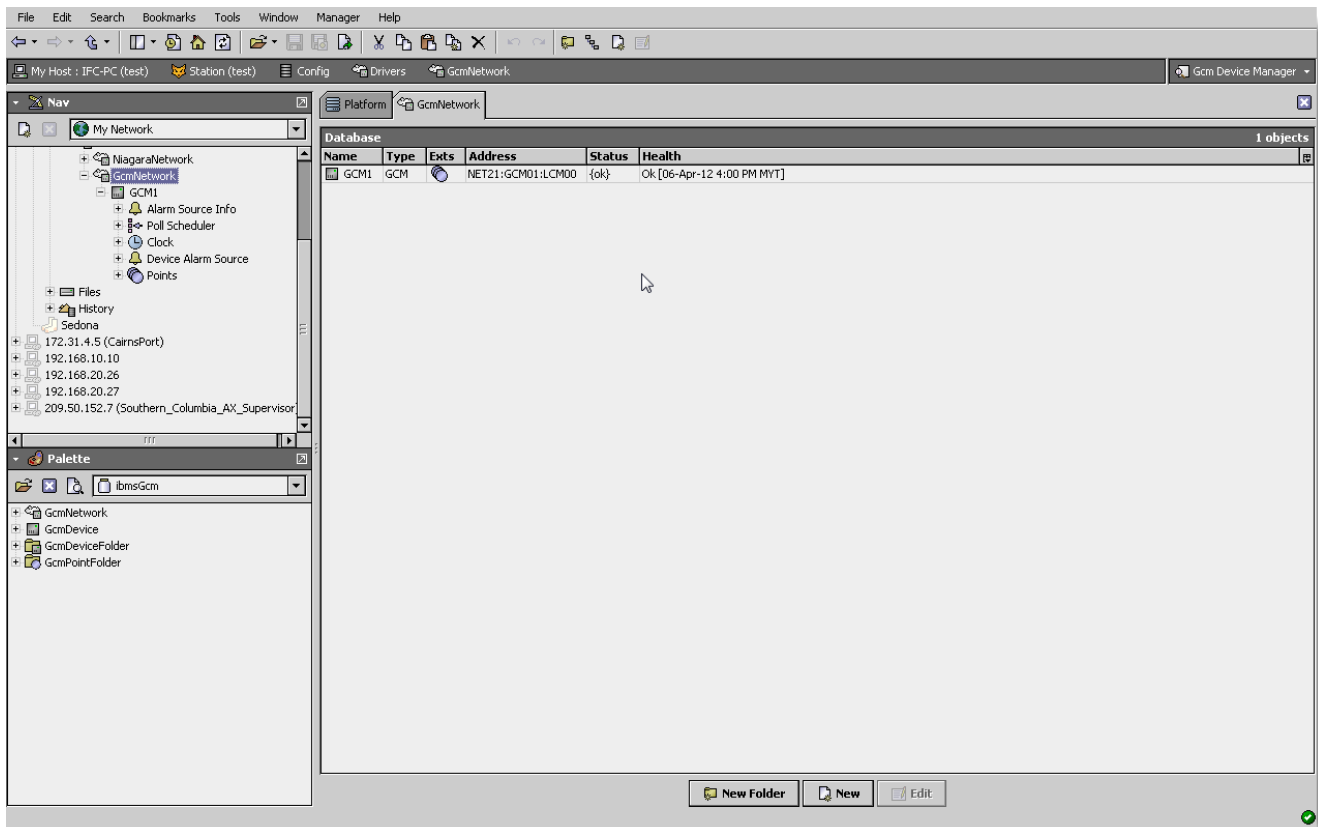 File Edit Search Bookmarks Tools Window Manager Help
My Host : IFC-PC (test) Station (test) Config Drivers GcmNetwork Gcm Device Manager
Nav
My Network
NiagaraNetwork
GcmNetwork
GCM1
Alarm Source Info
Poll Scheduler
Clock
Device Alarm Source
Points
Files
History
Sedona
172.31.4.5 (CairnsPort)
192.168.10.10
192.168.20.26
192.168.20.27
209.50.152.7 (Southern_Columbia_AX_Supervisor
Palette
ibmsGcm
GcmNetwork
GcmDevice
GcmDeviceFolder
GcmPointFolder
Platform GcmNetwork
Database 1 objects
Name Type Exts Address Status Health
GCM1 GCM NET21:GCM01:LCM00 {ok} Ok [06-Apr-12 4:00 PM MYT]
New Folder New Edit